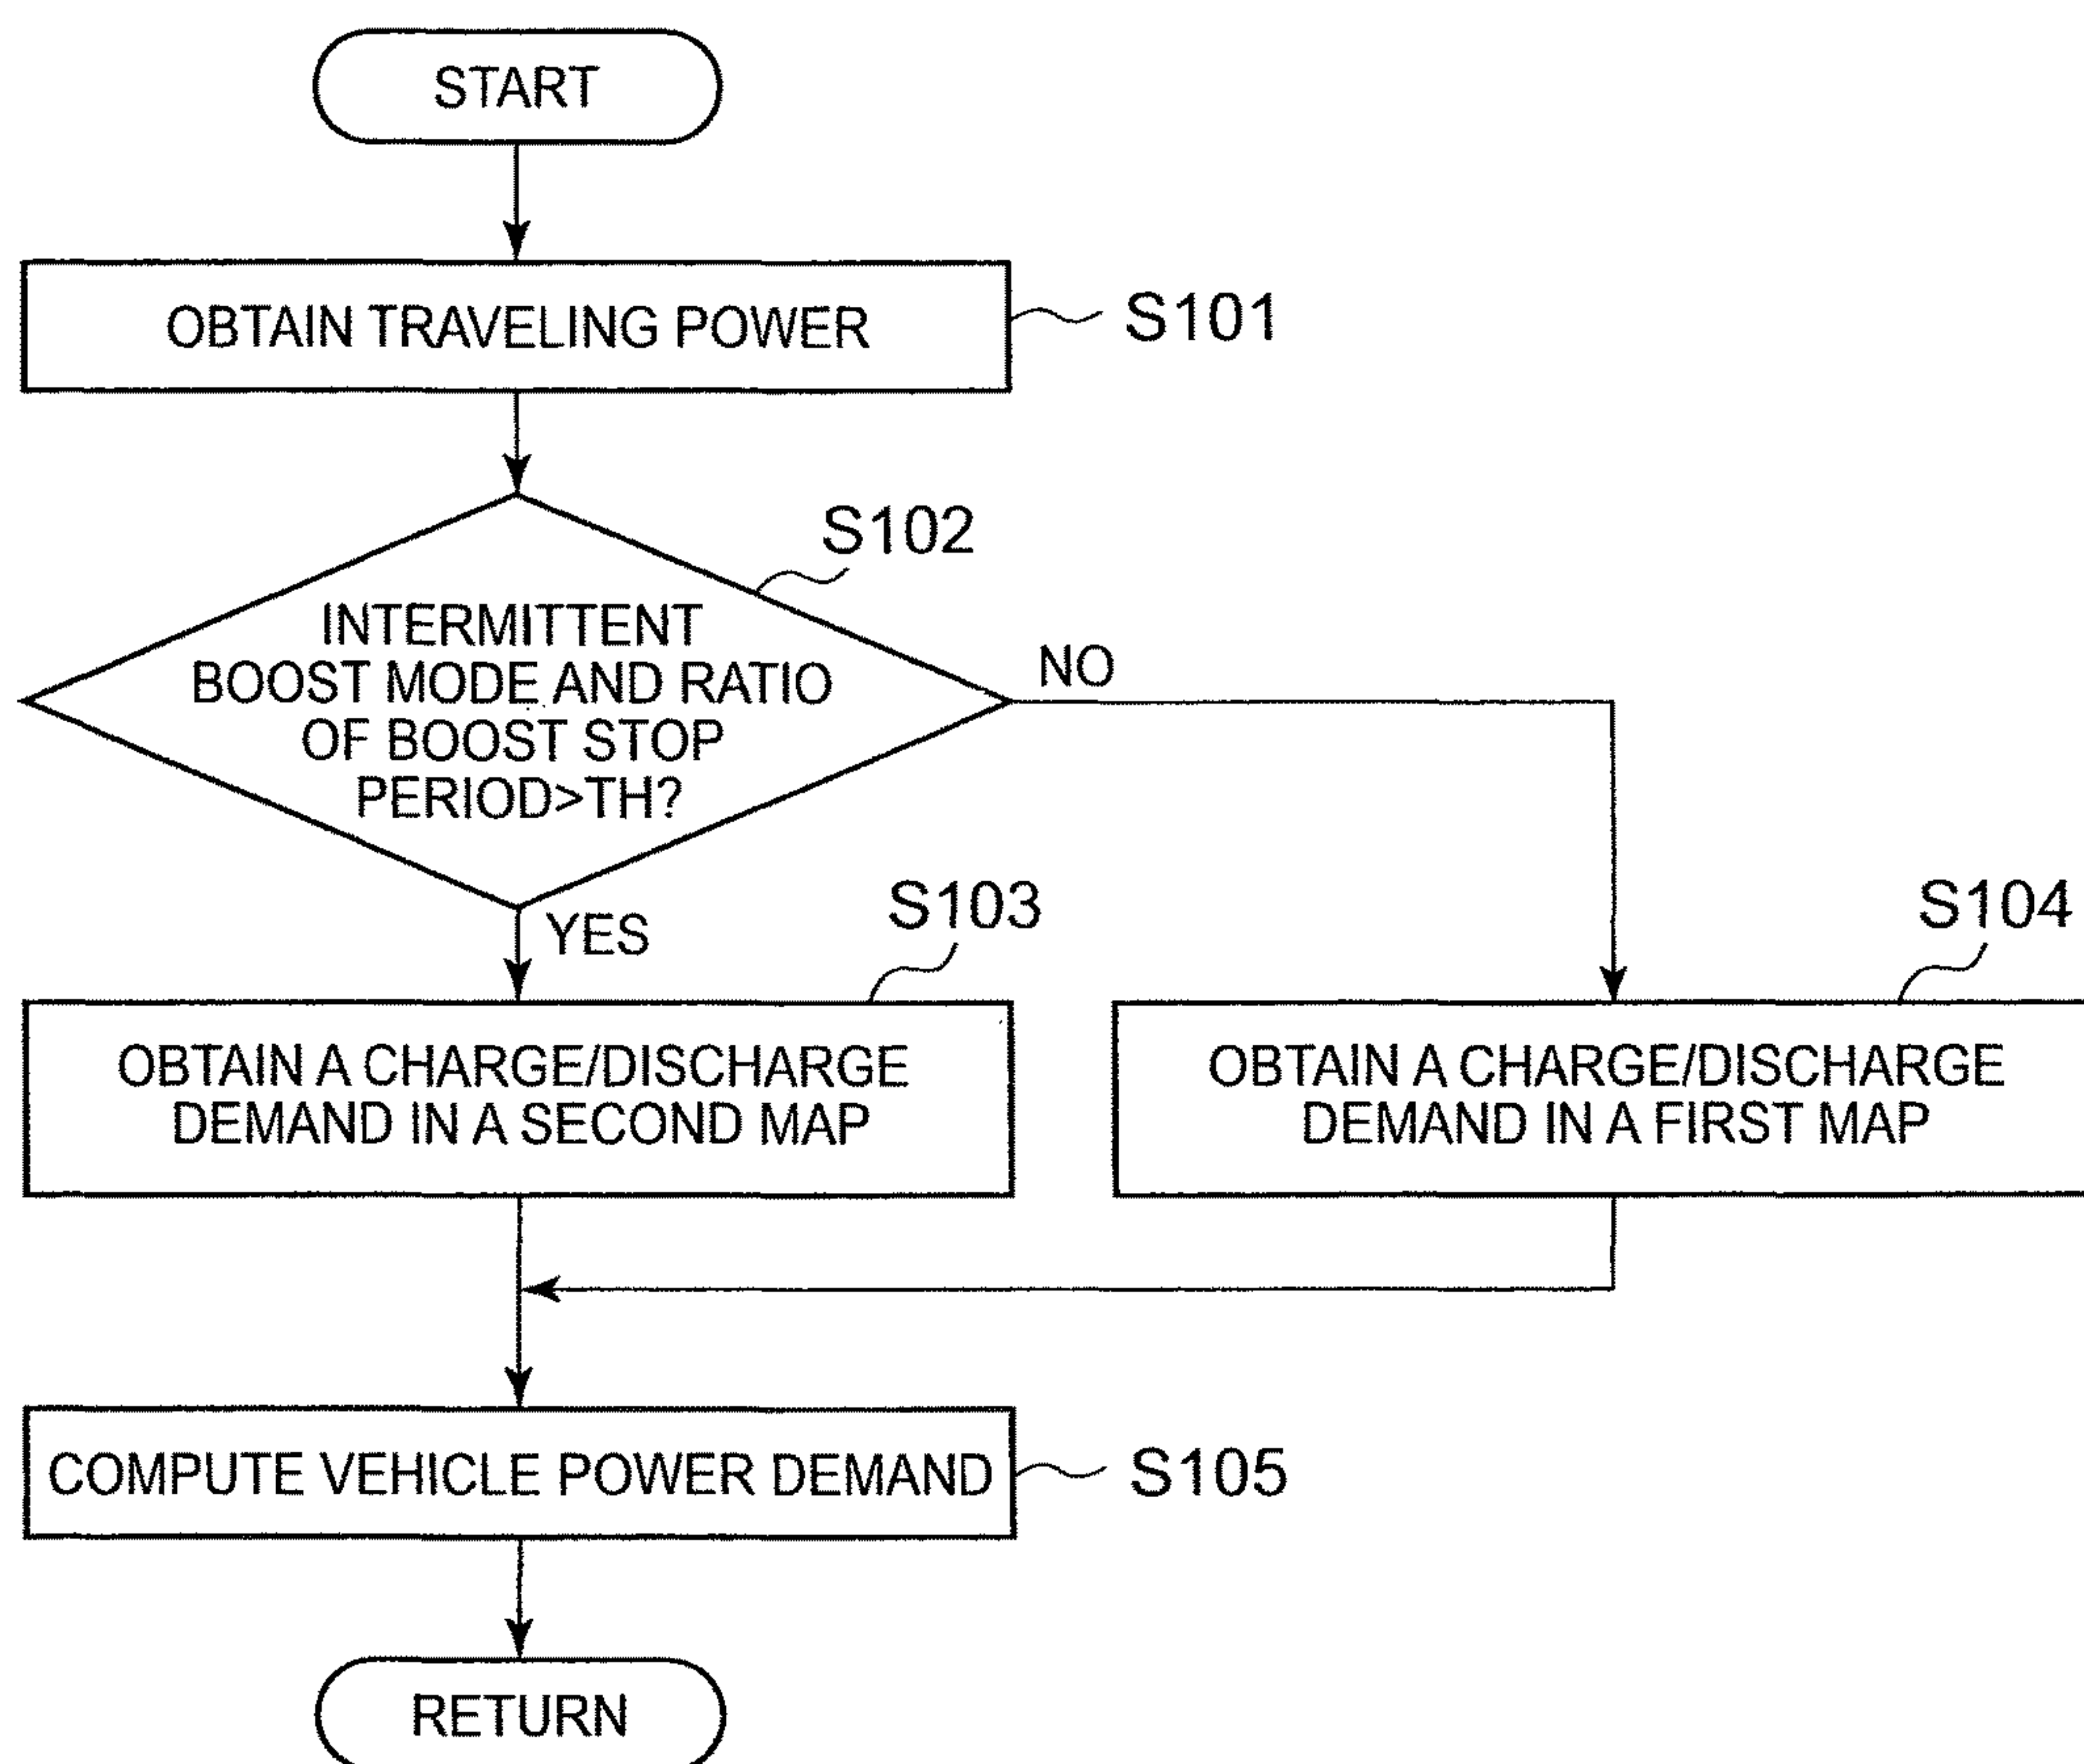 START
OBTAIN TRAVELING POWER
S101
S102
INTERMITTENT
BOOST MODE AND RATIO
OF BOOST STOP
PERIOD>TH?
NO
YES
S103
OBTAIN A CHARGE/DISCHARGE
DEMAND IN A SECOND MAP
S104
OBTAIN A CHARGE/DISCHARGE
DEMAND IN A FIRST MAP
COMPUTE VEHICLE POWER DEMAND
S105
RETURN